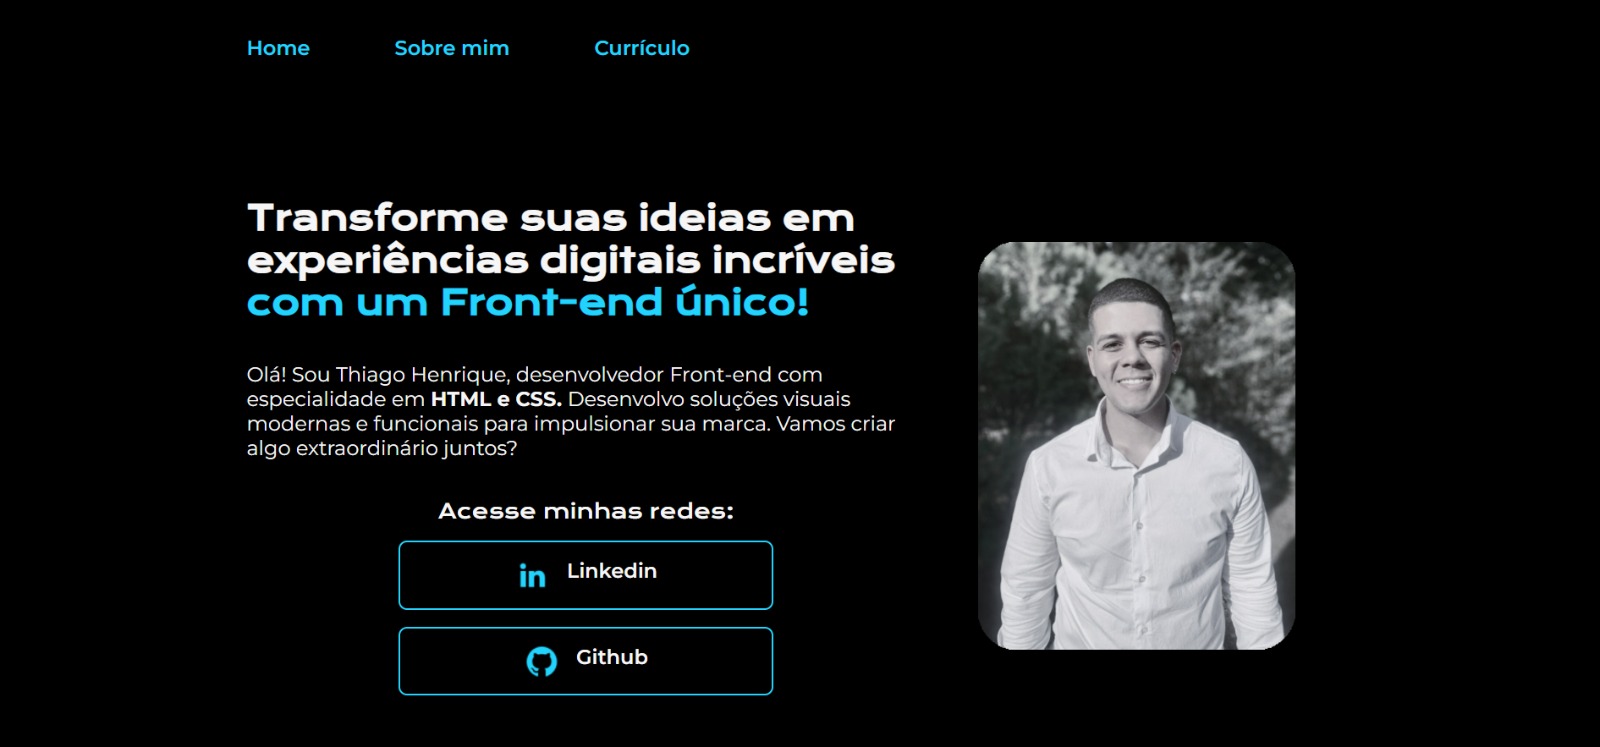 Home Sobre mim Currículo
Transforme suas ideias em
experiências digitais incríveis
com um Front-end único!
Olá! Sou Thiago Henrique, desenvolvedor Front-end com
especialidade em HTML e CSS. Desenvolvo soluções visuais
modernas e funcionais para impulsionar sua marca. Vamos criar
algo extraordinário juntos?
Acesse minhas redes:
in Linkedin
Github